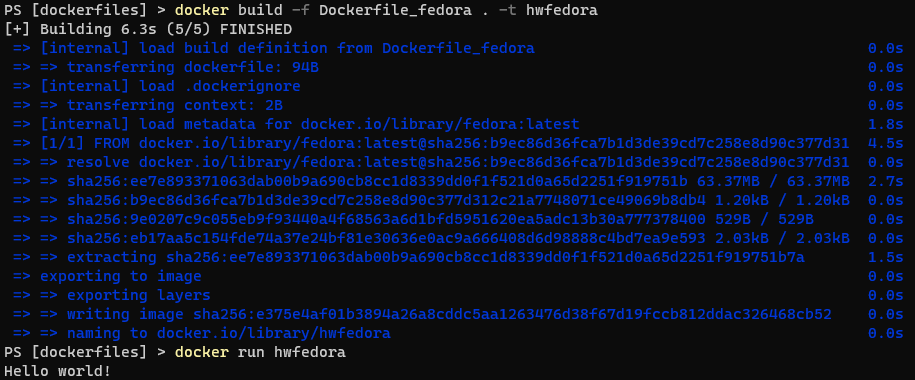 PS [dockerfiles] > docker build -f Dockerfile_fedora . -t hwfedora
[+] Building 6.3s (5/5) FINISHED
=> [internal] load build definition from Dockerfile_fedora 0.0s
=> => transferring dockerfile: 94B 0.0s
=> [internal] load .dockerignore 0.0s
=> => transferring context: 2B 0.0s
=> [internal] load metadata for docker.io/library/fedora:latest 1.8s
=> [1/1] FROM docker.io/library/fedora:latest@sha256:b9ec86d36fca7b1d3de39cd7c258e8d90c377d31 4.5s
=> => resolve docker.io/library/fedora:latest@sha256:b9ec86d36fca7b1d3de39cd7c258e8d90c377d31 0.0s
=> => sha256:ee7e893371063dab00b9a690cb8cc1d8339dd0f1f521d0a65d2251f919751b 63.37MB / 63.37MB 2.7s
=> => sha256:b9ec86d36fca7b1d3de39cd7c258e8d90c377d312c21a7748071ce49069b8db4 1.20kB / 1.20kB 0.0s
=> => sha256:9e0207c9c055eb9f93440a4f68563a6d1bfd5951620ea5adc13b30a777378400 529B / 529B 0.0s
=> => sha256:eb17aa5c154fde74a37e24bf81e30636e0ac9a666408d6d98888c4bd7ea9e593 2.03kB / 2.03kB 0.0s
=> => extracting sha256:ee7e893371063dab00b9a690cb8cc1d8339dd0f1f521d0a65d2251f919751b7a 1.5s
=> exporting to image 0.0s
=> => exporting layers 0.0s
=> => writing image sha256:e375e4af01b3894a26a8cddc5aa1263476d38f67d19fccb812ddac326468cb52 0.0s
=> => naming to docker.io/library/hwfedora 0.0s
PS [dockerfiles] > docker run hwfedora
Hello world!